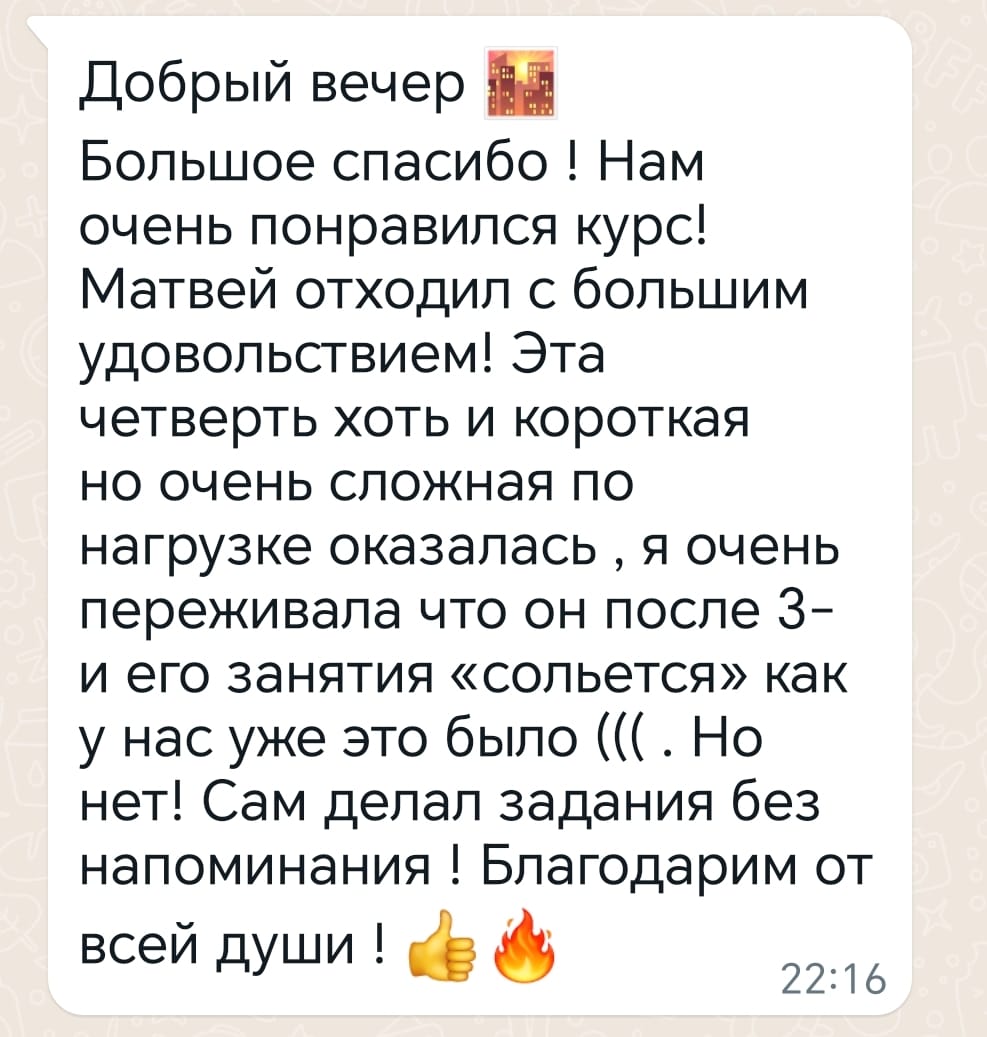 Добрый вечер 🌇
Большое спасибо ! Нам
очень понравился курс!
Матвей отходил с большим
удовольствием! Эта
четверть хоть и короткая
но очень сложная по
нагрузке оказалась , я очень
переживала что он после 3-
и его занятия «сольется» как
у нас уже это было ((( . Но
нет! Сам делал задания без
напоминания ! Благодарим от
всей души ! 👍🔥
22:16